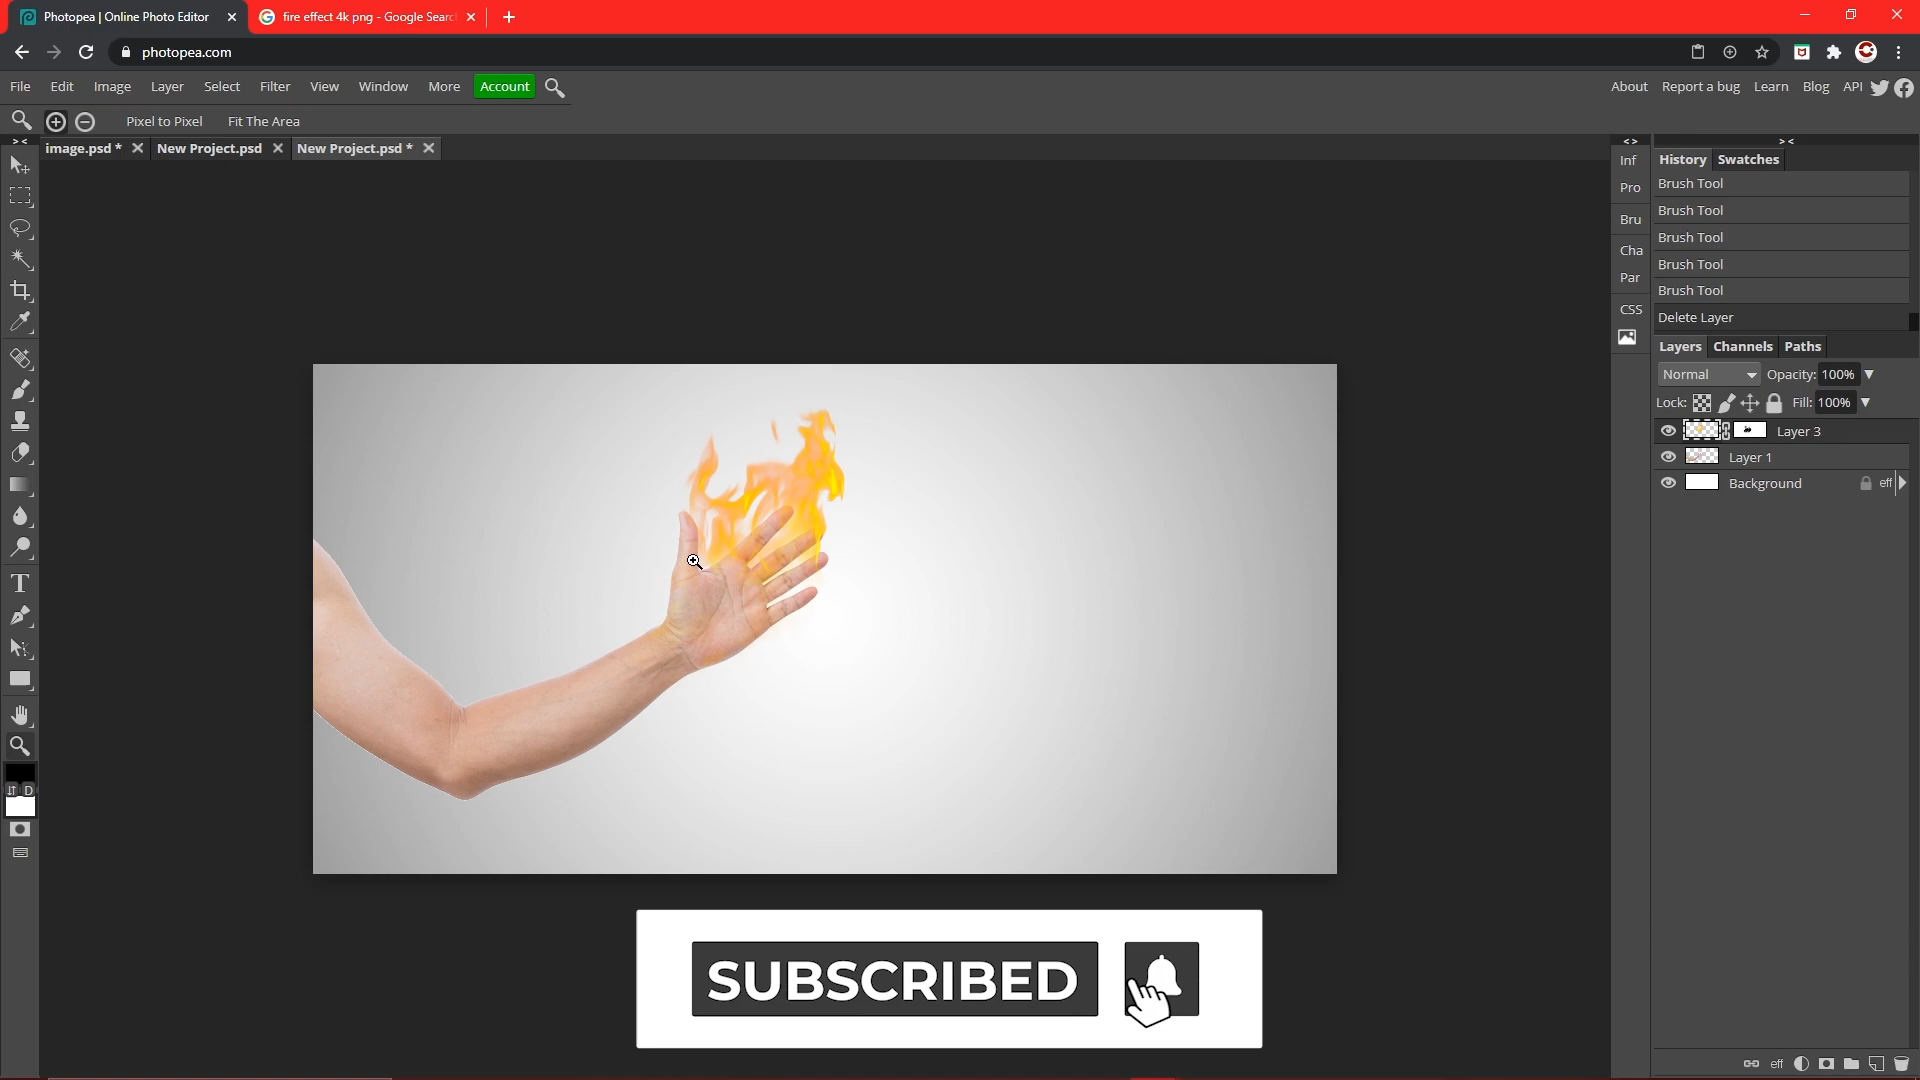 Photopea | Online Photo Editor
fire effect 4k png - Google Searc
photopea.com
File Edit Image Layer Select Filter View Window More Account
About Report a bug Learn Blog API
Pixel to Pixel Fit The Area
image.psd * New Project.psd New Project.psd *
Inf
Pro
Bru
Cha
Par
CSS
History Swatches
Brush Tool
Brush Tool
Brush Tool
Brush Tool
Brush Tool
Delete Layer
Layers Channels Paths
Normal Opacity: 100%
Lock: Fill: 100%
Layer 3
Layer 1
Background eff
D
T
SUBSCRIBED
eff